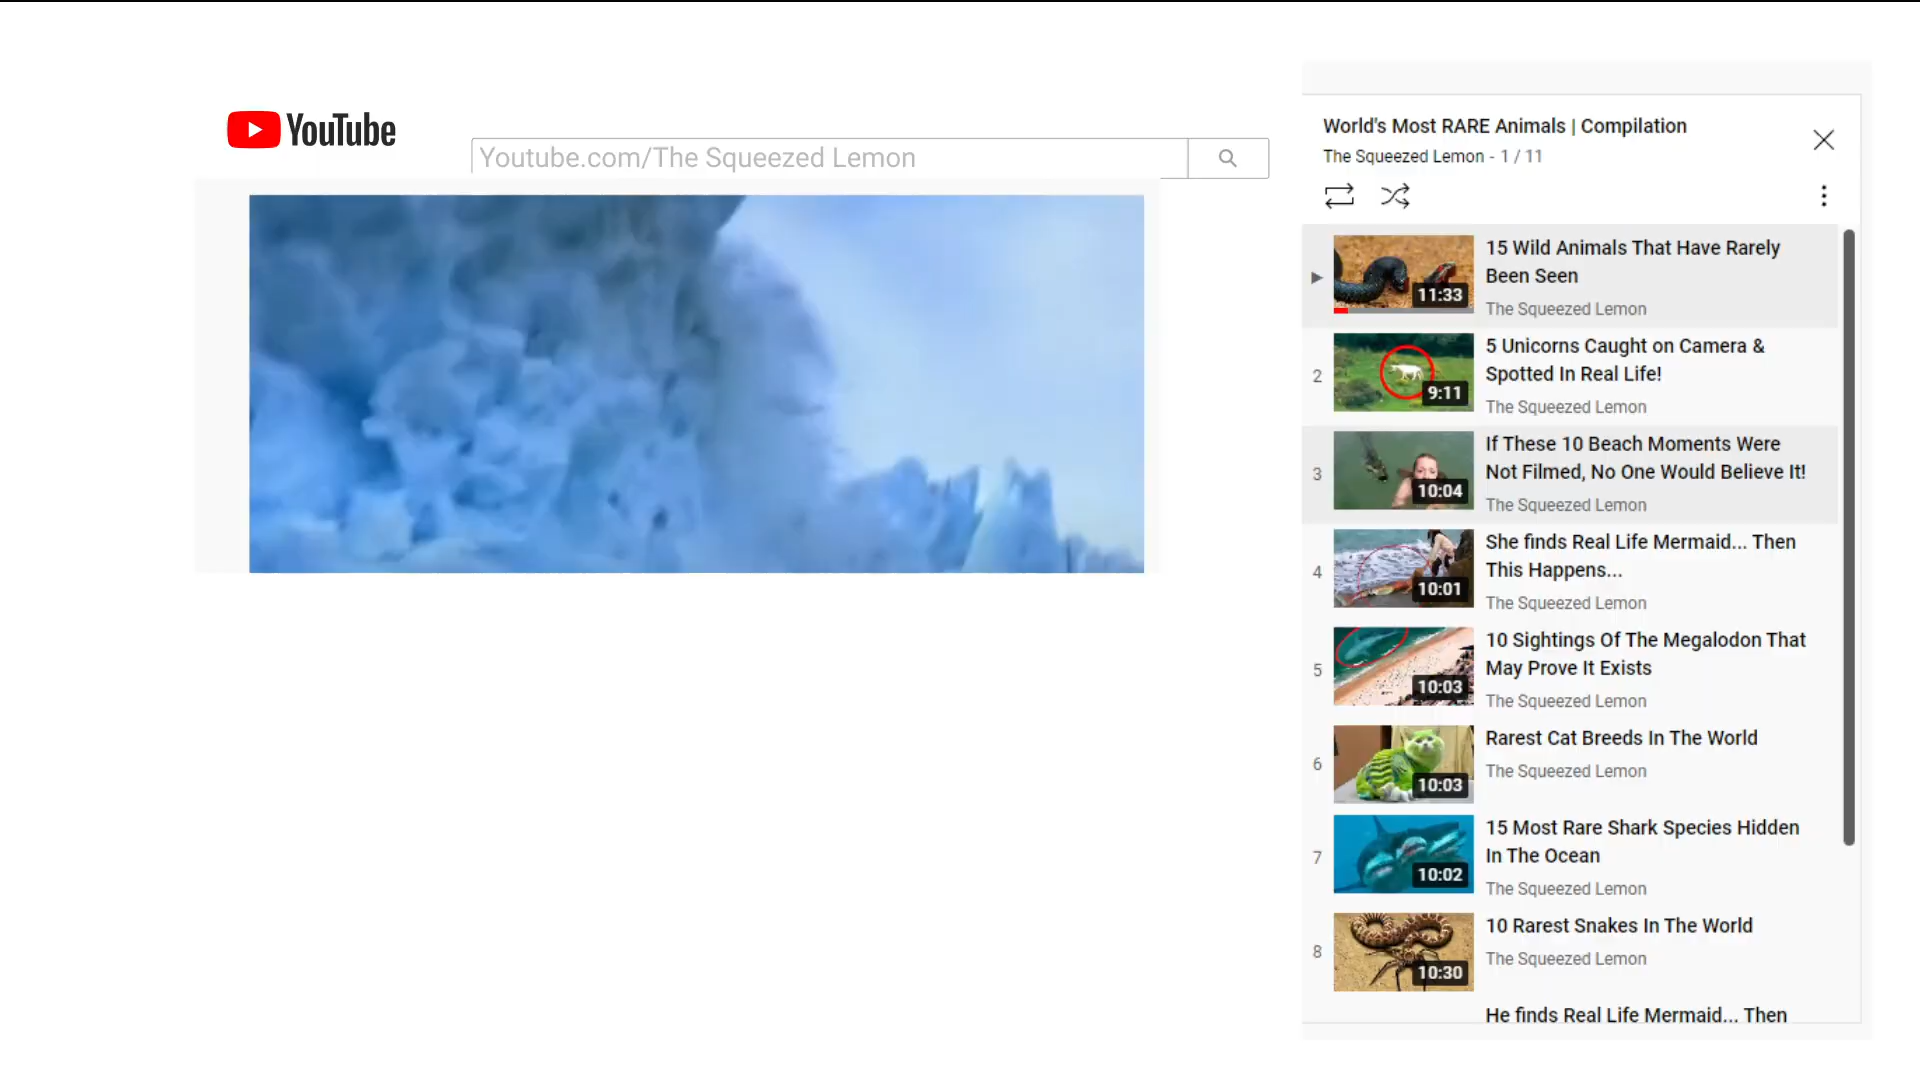 YouTube
Youtube.com/The Squeezed Lemon
World's Most RARE Animals | Compilation
The Squeezed Lemon - 1 / 11
15 Wild Animals That Have Rarely
Been Seen
The Squeezed Lemon
11:33
2
5 Unicorns Caught on Camera &
Spotted In Real Life!
The Squeezed Lemon
9:11
3
If These 10 Beach Moments Were
Not Filmed, No One Would Believe It!
The Squeezed Lemon
10:04
4
She finds Real Life Mermaid... Then
This Happens...
The Squeezed Lemon
10:01
5
10 Sightings Of The Megalodon That
May Prove It Exists
The Squeezed Lemon
10:03
6
Rarest Cat Breeds In The World
The Squeezed Lemon
10:03
7
15 Most Rare Shark Species Hidden
In The Ocean
The Squeezed Lemon
10:02
8
10 Rarest Snakes In The World
The Squeezed Lemon
10:30
He finds Real Life Mermaid... Then